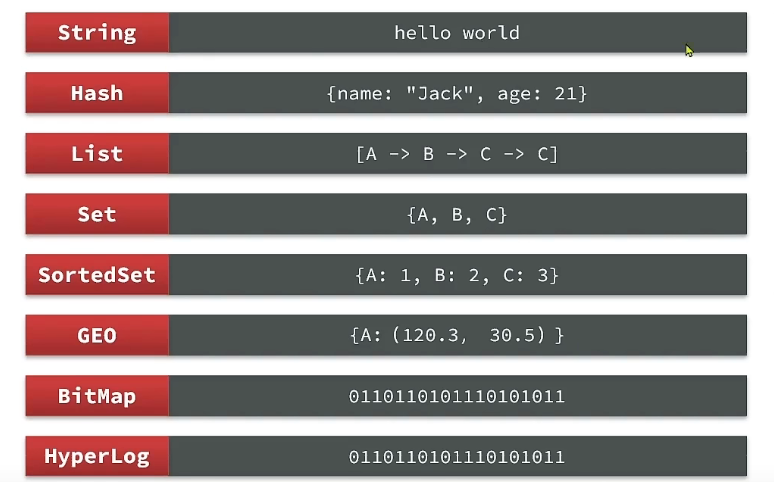 String hello world
Hash {name: "Jack", age: 21}
List [A -> B -> C -> C]
Set {A, B, C}
SortedSet {A: 1, B: 2, C: 3}
GEO {A: (120.3, 30.5) }
BitMap 0110110101110101011
HyperLog 0110110101110101011